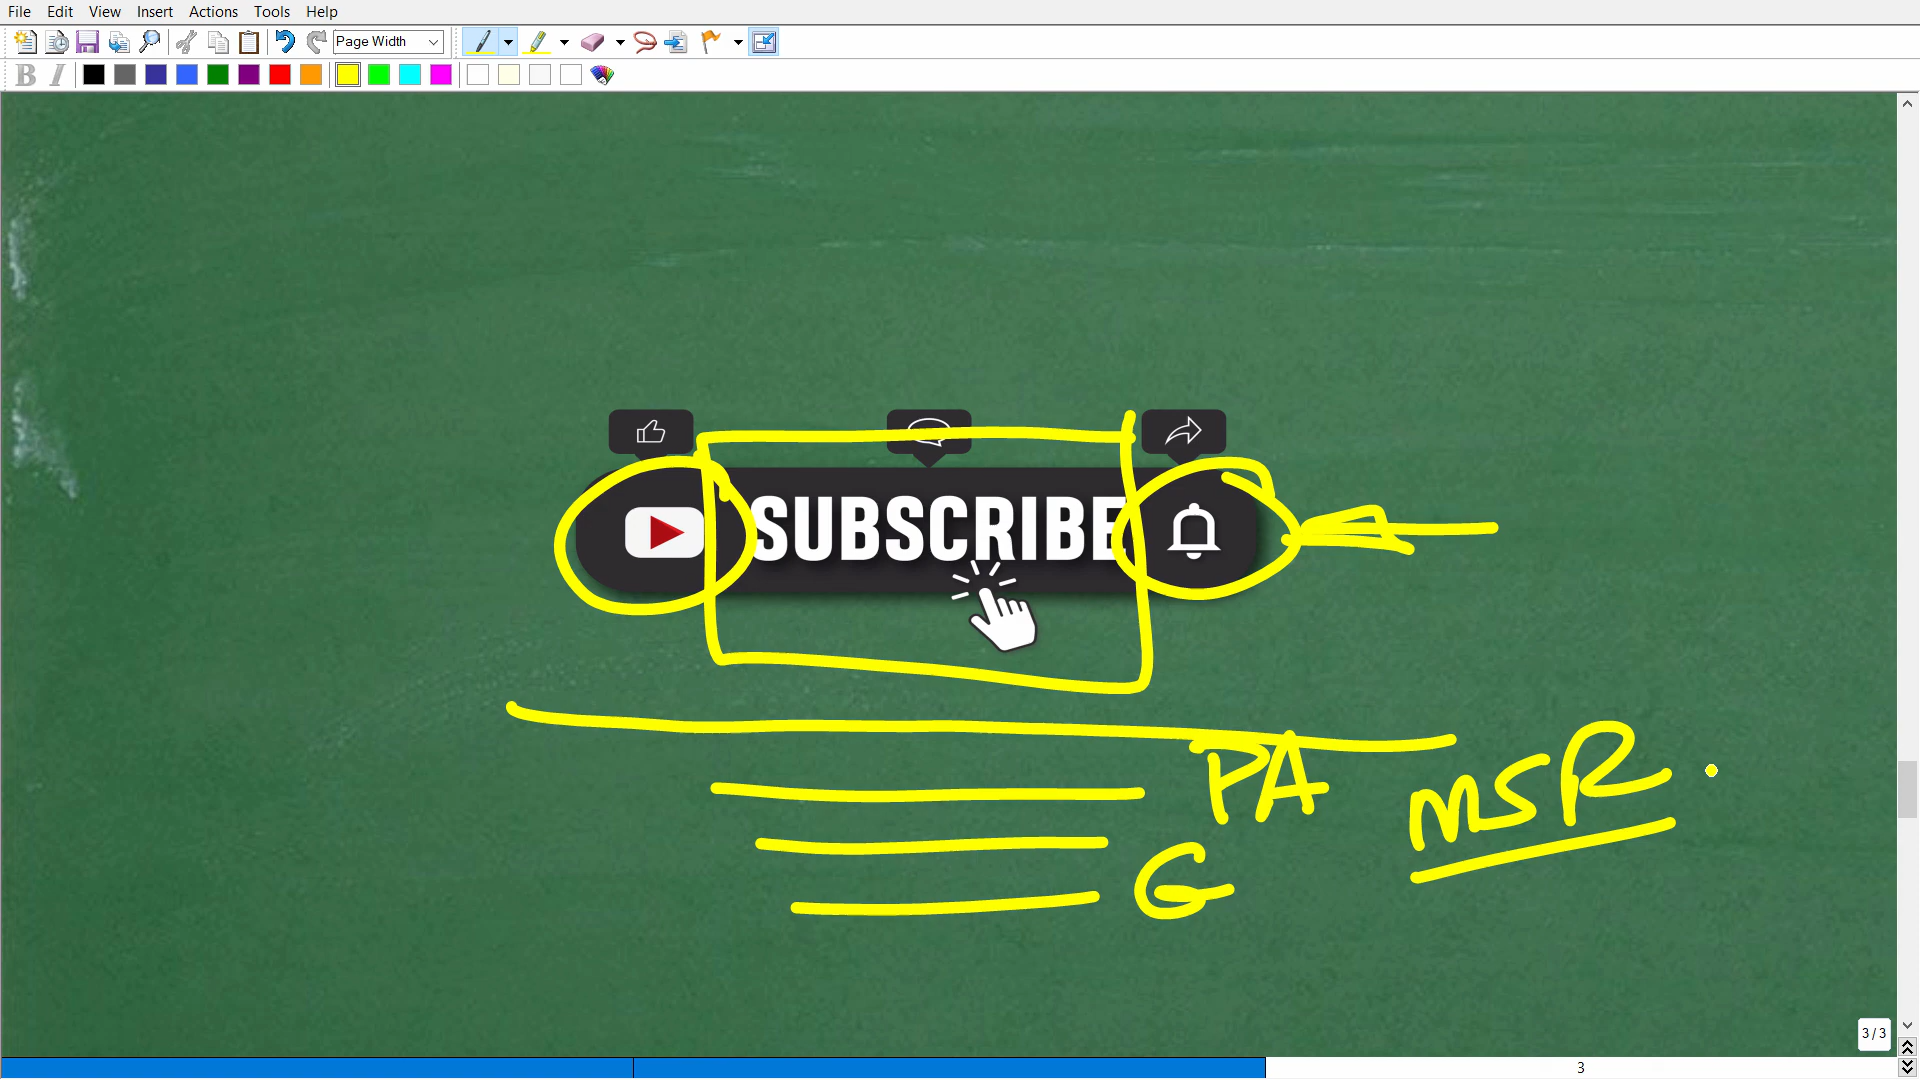 File Edit View Insert Actions Tools Help
Page Width
B I
SUBSCRIBE
PA
MSR
G
3 / 3
3